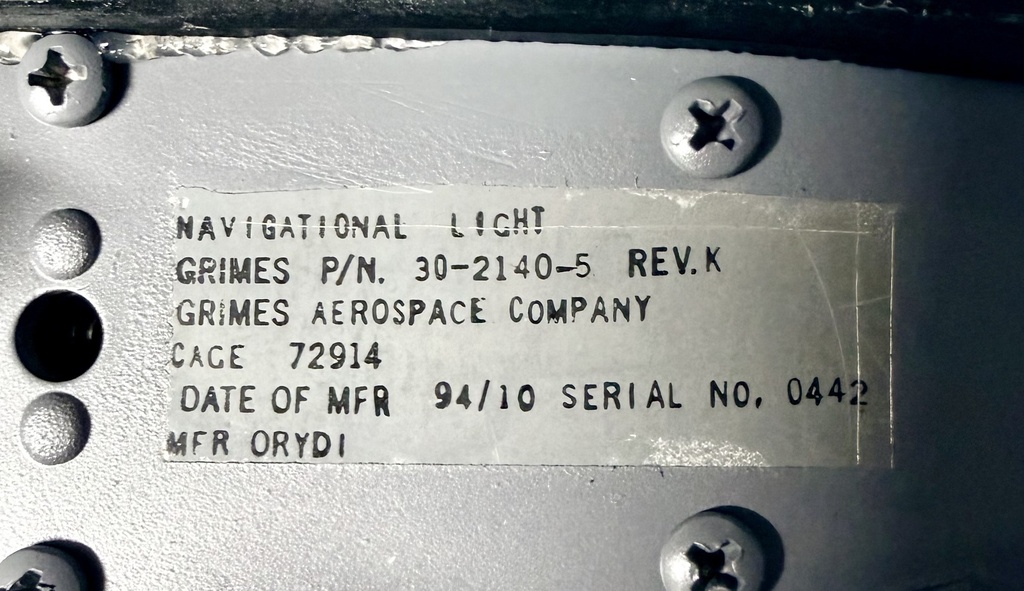 NAVIGATIONAL LIGHT
GRIMES P/N. 30-2140-5 REV.K
GRIMES AEROSPACE COMPANY
CAGE 72914
DATE OF MFR 94/10 SERIAL NO. 0442
MFR ORYD1